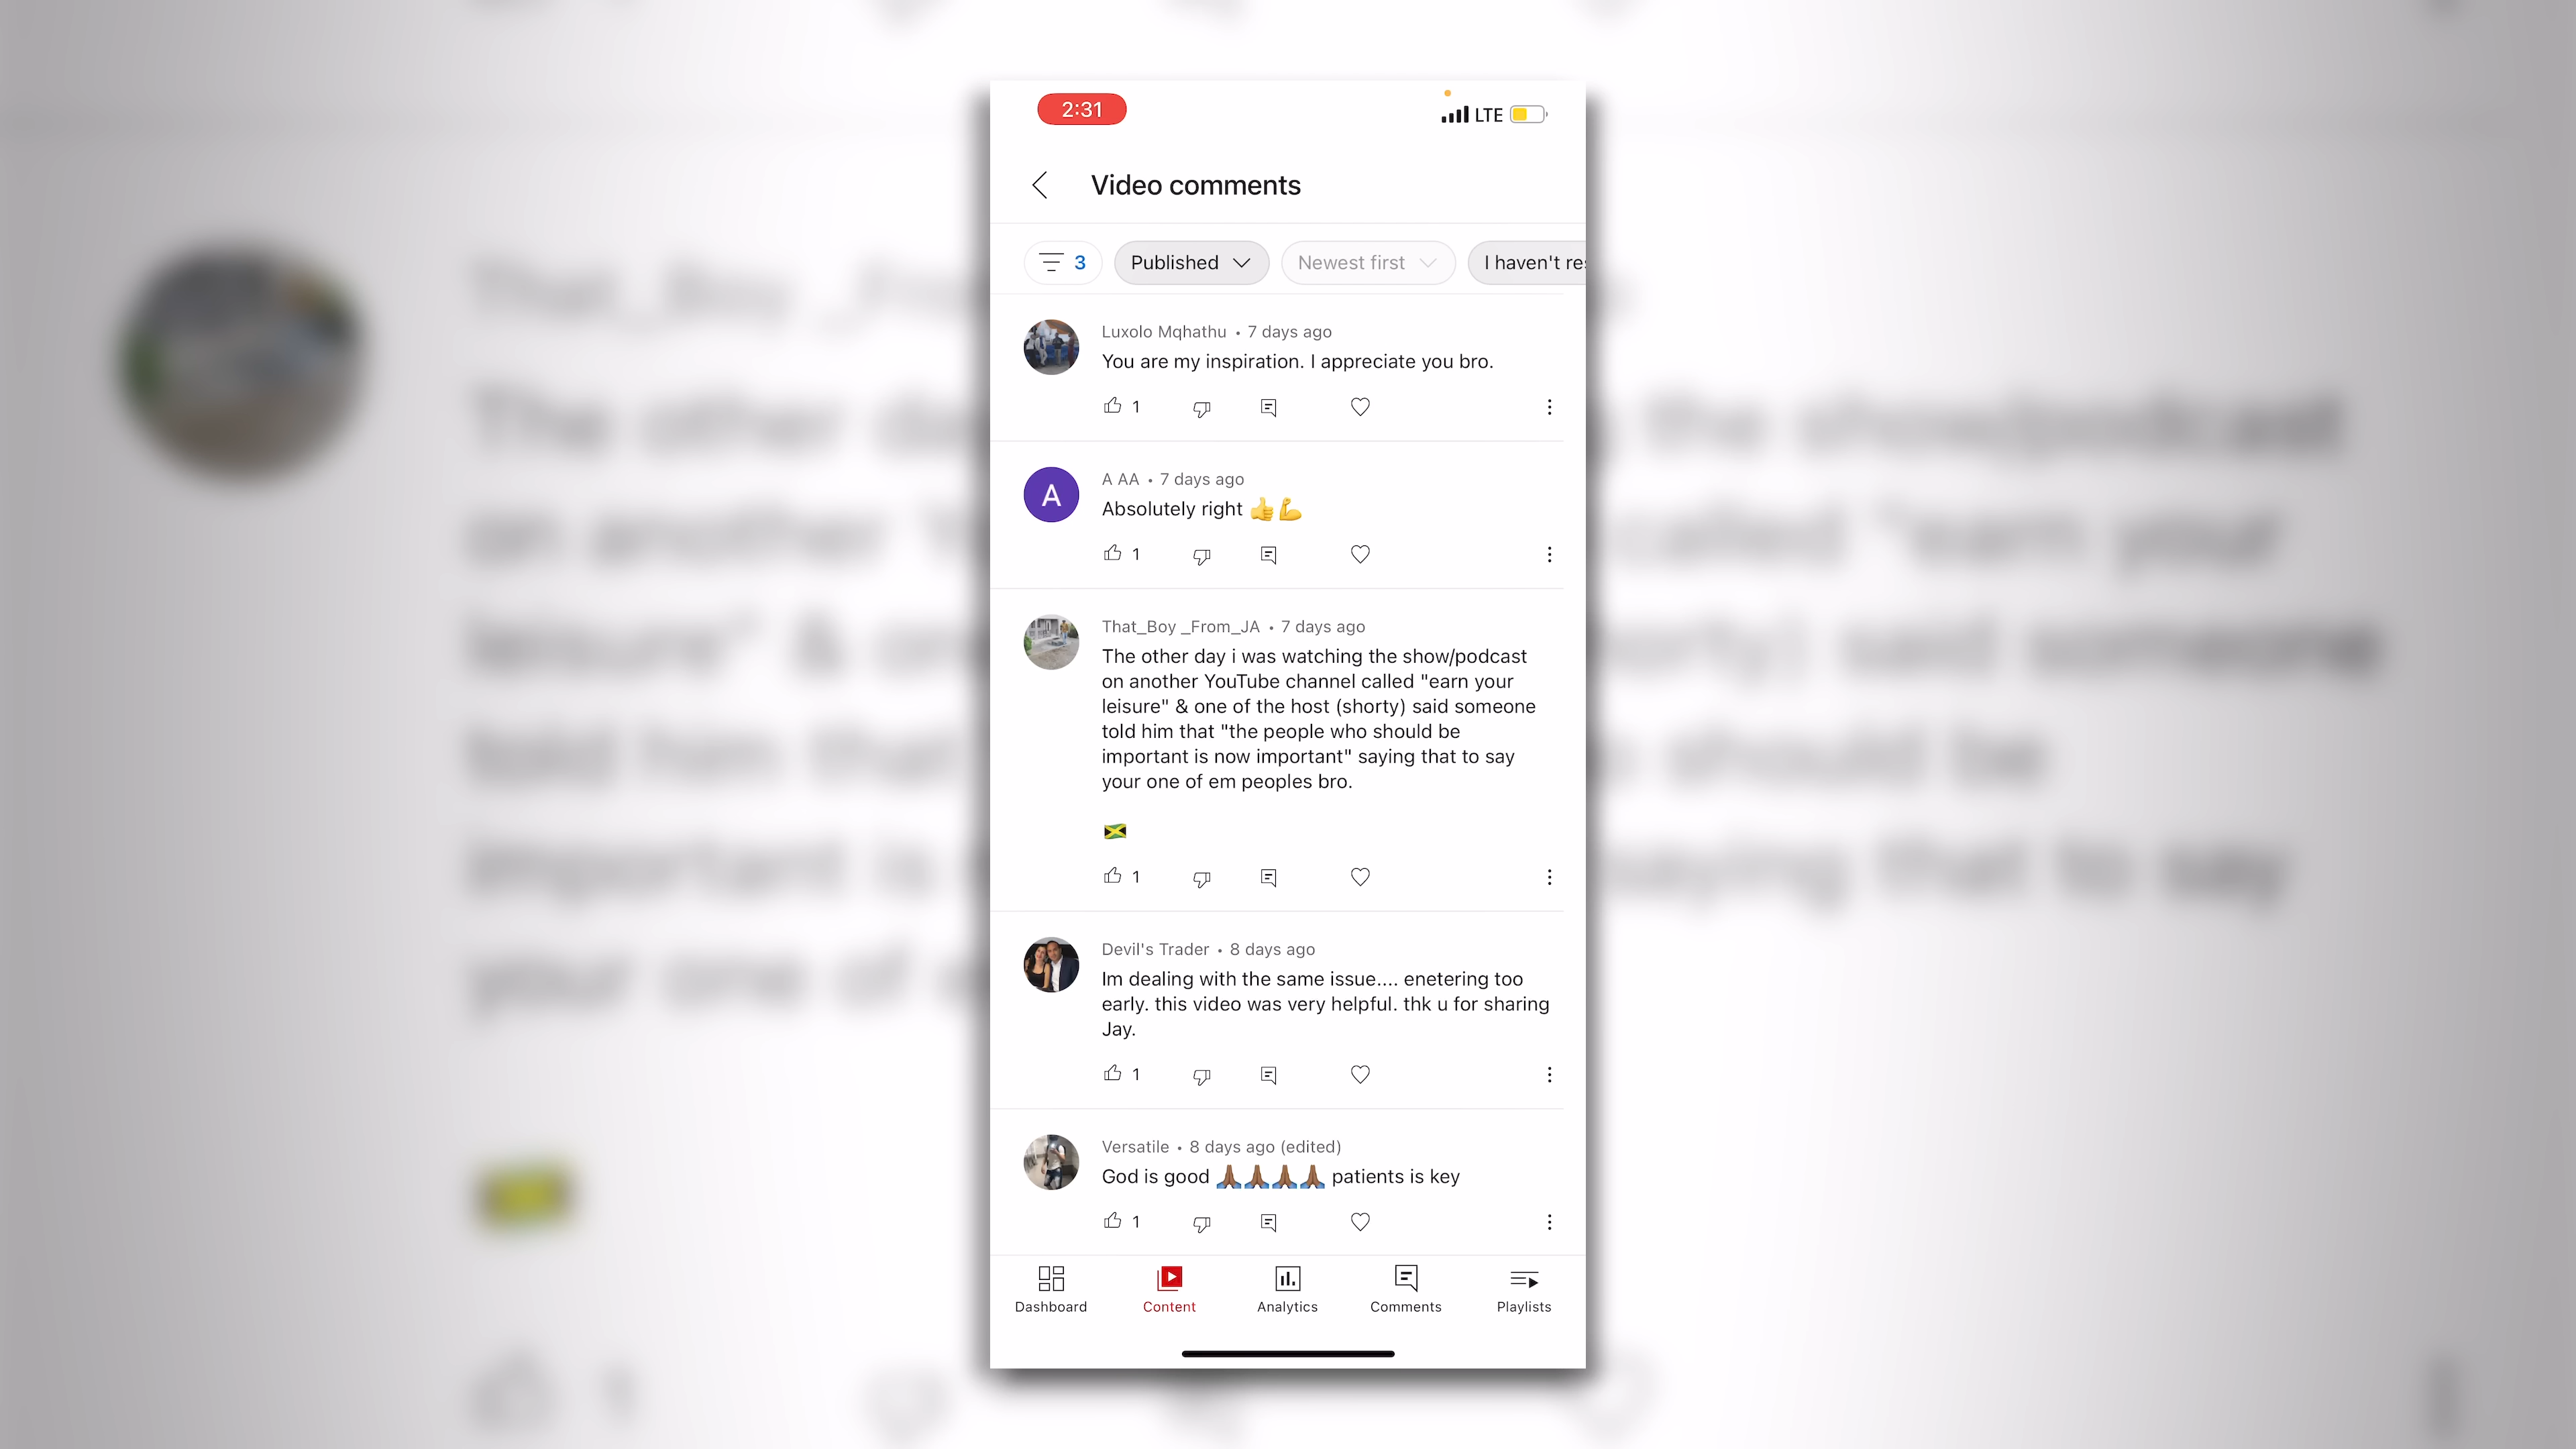 2:31
LTE
Video comments
3
Published
Newest first
I haven't re
Luxolo Mqhathu • 7 days ago
You are my inspiration. I appreciate you bro.
1
A
A AA • 7 days ago
Absolutely right 👍💪
1
That_Boy _From_JA • 7 days ago
The other day i was watching the show/podcast
on another YouTube channel called "earn your
leisure" & one of the host (shorty) said someone
told him that "the people who should be
important is now important" saying that to say
your one of em peoples bro.
🇯🇲
1
Devil's Trader • 8 days ago
Im dealing with the same issue.... enetering too
early. this video was very helpful. thk u for sharing
Jay.
1
Versatile • 8 days ago (edited)
God is good 🙏🏾🙏🏾🙏🏾🙏🏾 patients is key
1
Dashboard
Content
Analytics
Comments
Playlists